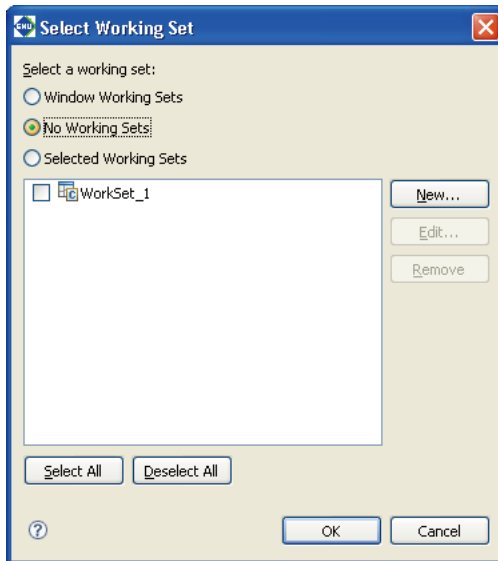 GNU Select Working Set
Select a working set:
Window Working Sets
No Working Sets
Selected Working Sets
WorkSet_1
New...
Edit...
Remove
Select All Deselect All
? OK Cancel